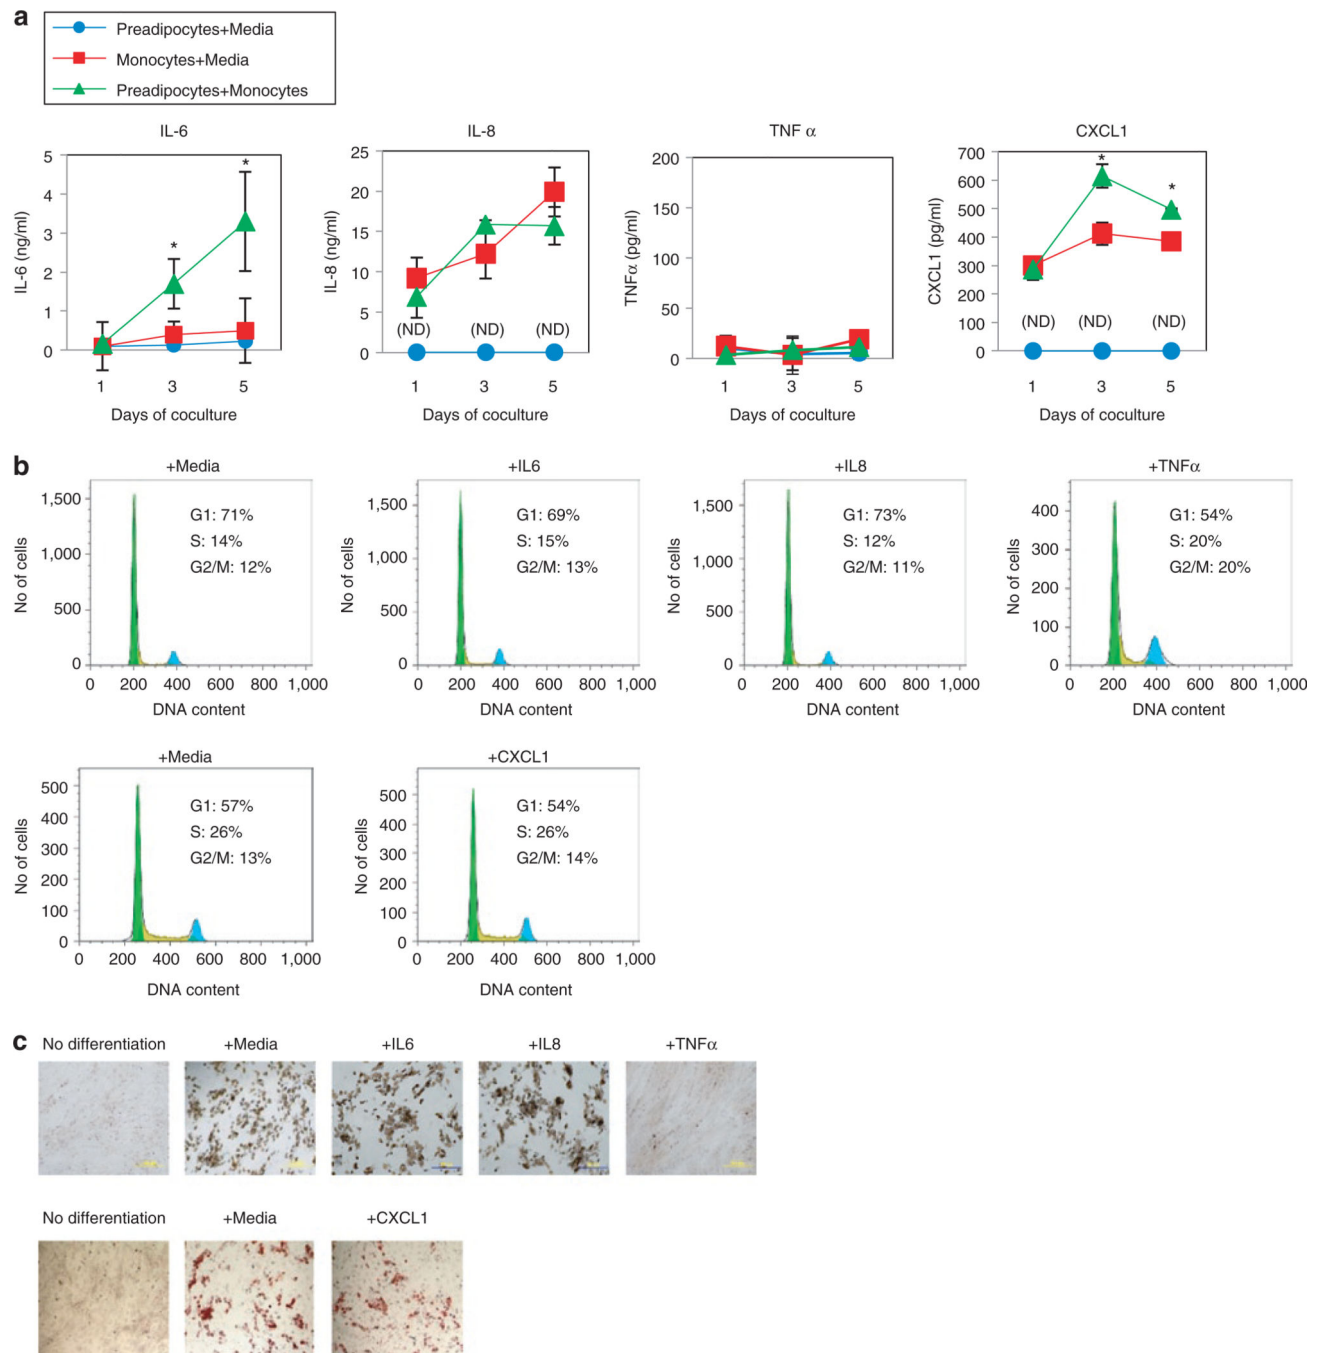 a
Preadipocytes+Media
Monocytes+Media
Preadipocytes+Monocytes
IL-6
5
4
3
2
1
0
IL-6 (ng/ml)
*
*
1 3 5
Days of coculture
IL-8
25
20
15
10
5
0
IL-8 (ng/ml)
(ND) (ND) (ND)
1 3 5
Days of coculture
TNF α
200
150
100
50
0
TNFα (pg/ml)
1 3 5
Days of coculture
CXCL1
700
600
500
400
300
200
100
0
CXCL1 (pg/ml)
*
*
(ND) (ND) (ND)
1 3 5
Days of coculture
b
+Media
1,500
1,000
500
0
No of cells
G1: 71%
S: 14%
G2/M: 12%
0 200 400 600 800 1,000
DNA content
+IL6
1,500
1,000
500
0
No of cells
G1: 69%
S: 15%
G2/M: 13%
0 200 400 600 800 1,000
DNA content
+IL8
1,500
1,000
500
0
No of cells
G1: 73%
S: 12%
G2/M: 11%
0 200 400 600 800 1,000
DNA content
+TNFα
400
300
200
100
0
No of cells
G1: 54%
S: 20%
G2/M: 20%
0 200 400 600 800 1,000
DNA content
+Media
500
400
300
200
100
0
No of cells
G1: 57%
S: 26%
G2/M: 13%
0 200 400 600 800 1,000
DNA content
+CXCL1
500
400
300
200
100
0
No of cells
G1: 54%
S: 26%
G2/M: 14%
0 200 400 600 800 1,000
DNA content
c
No differentiation +Media +IL6 +IL8 +TNFα
No differentiation +Media +CXCL1